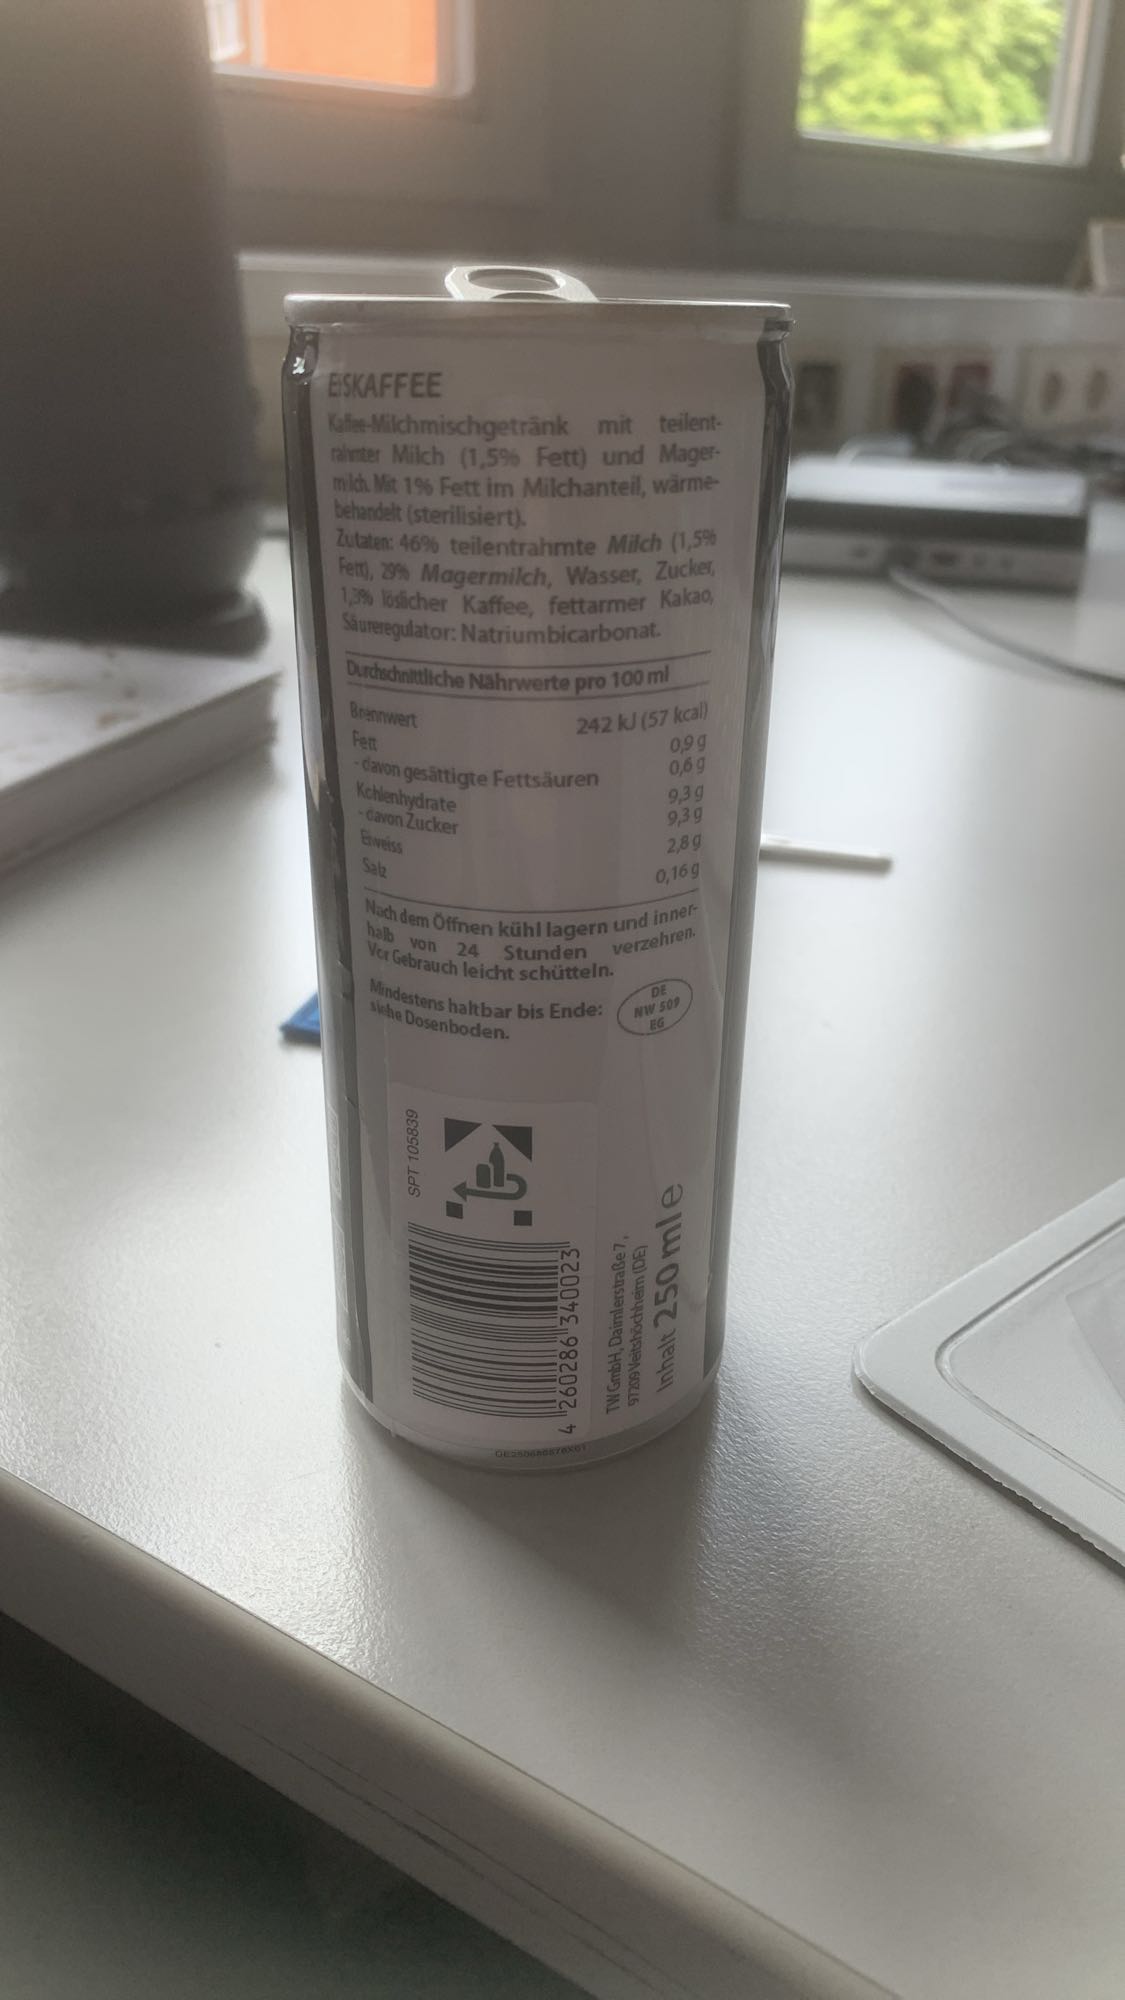 EISKAFFEE
Kaffee-Milchmischgetränk mit teilent-
rahmter Milch (1,5% Fett) und Mager-
milch. Mit 1% Fett im Milchanteil, wärme-
behandelt (sterilisiert).
Zutaten: 46% teilentrahmte Milch (1,5%
Fett), 29% Magermilch, Wasser, Zucker,
1,3% löslicher Kaffee, fettarmer Kakao,
Säureregulator: Natriumbicarbonat.
Durchschnittliche Nährwerte pro 100 ml
Brennwert 242 kJ (57 kcal)
Fett 0,9 g
- davon gesättigte Fettsäuren 0,6 g
Kohlenhydrate 9,3 g
- davon Zucker 9,3 g
Eiweiss 2,8 g
Salz 0,16 g
Nach dem Öffnen kühl lagern und inner-
halb von 24 Stunden verzehren.
Vor Gebrauch leicht schütteln.
Mindestens haltbar bis Ende:
siehe Dosenboden.
DE
NW 509
EG
SPT 105839
4 260286 340023
TW GmbH, Daimlerstraße 7,
97209 Veitshöchheim (DE)
Inhalt 250 ml e